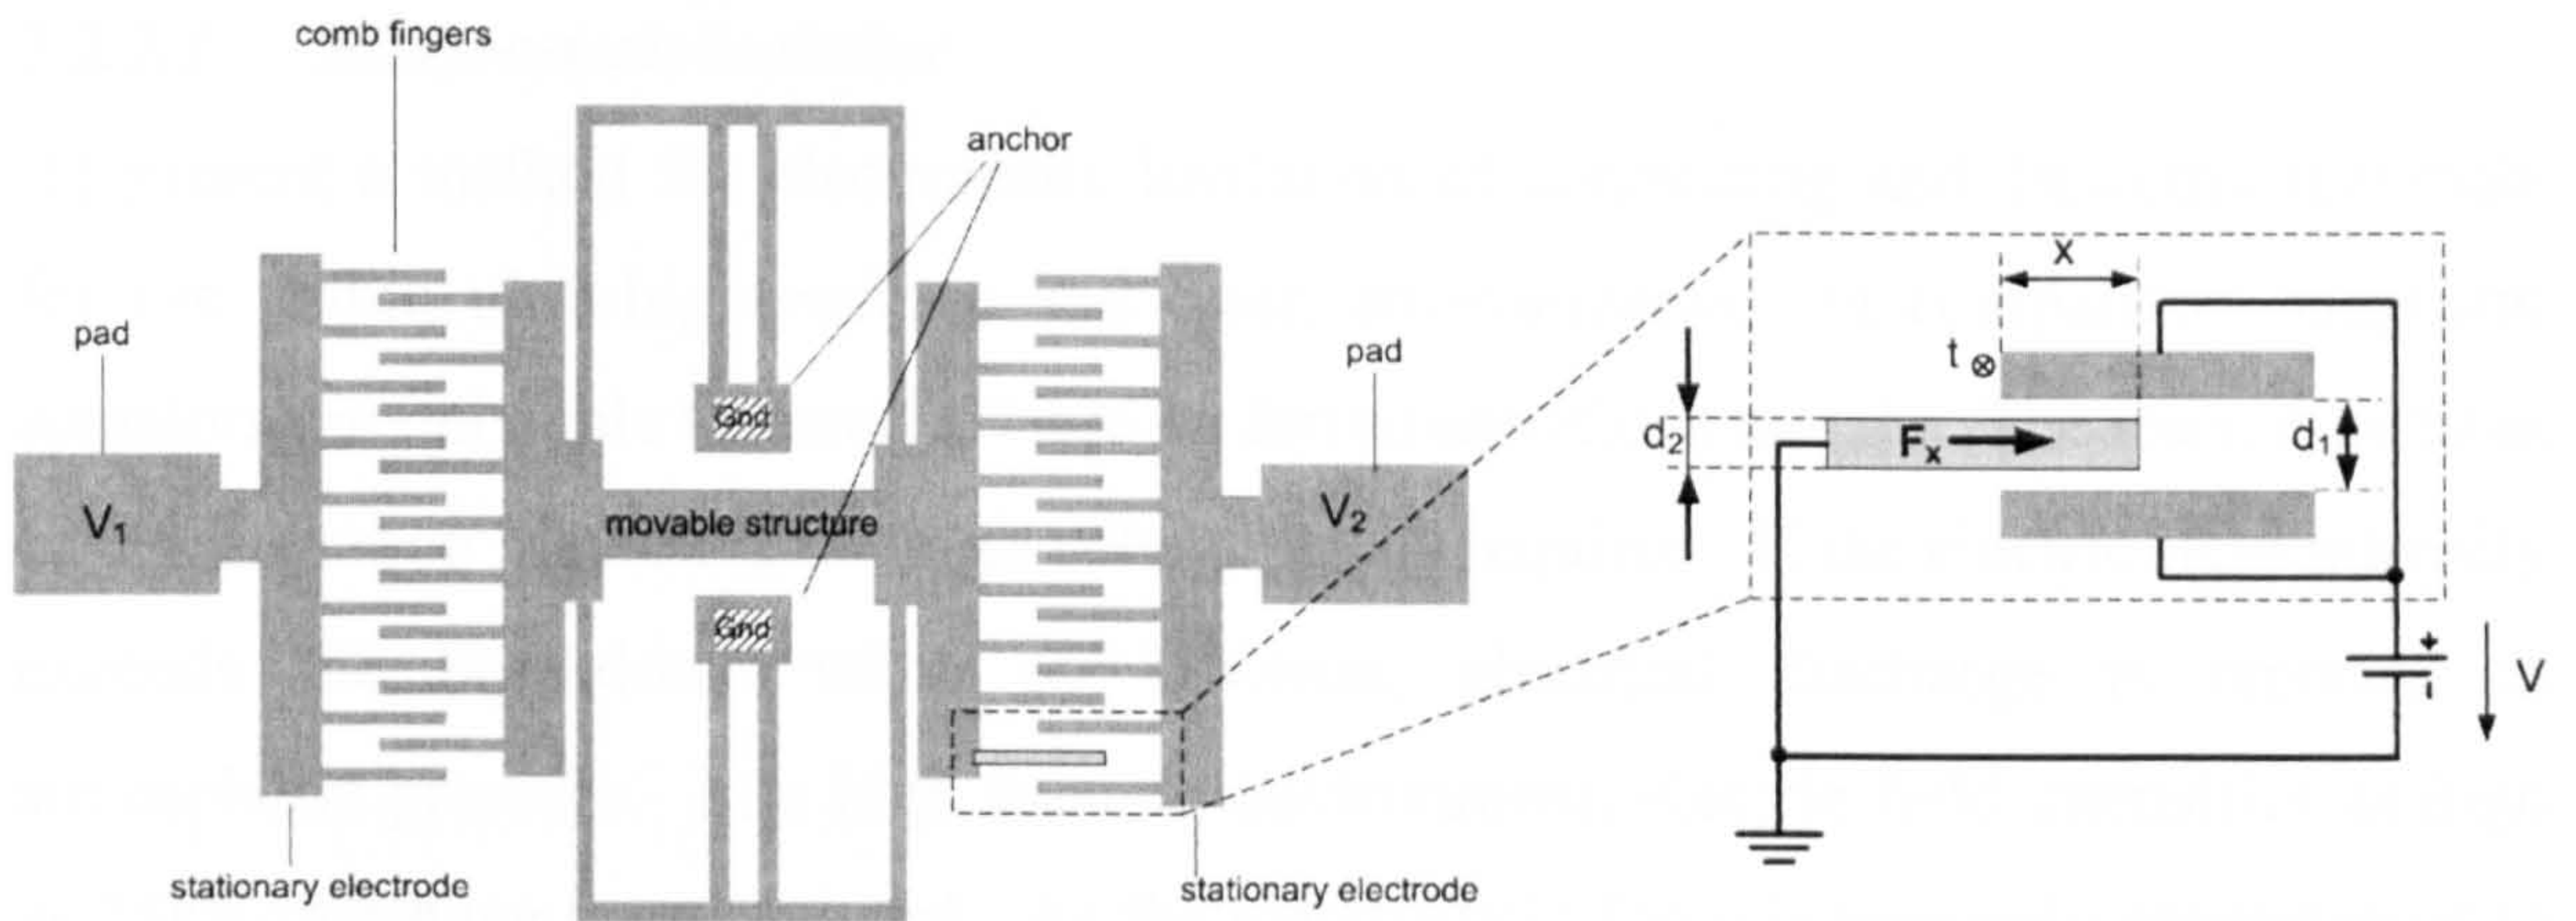 comb fingers
anchor
pad
V₁
Gnd
movable structure
Gnd
pad
V₂
stationary electrode
stationary electrode
x
t ⊗
d₂
Fₓ
d₁
+
-
V